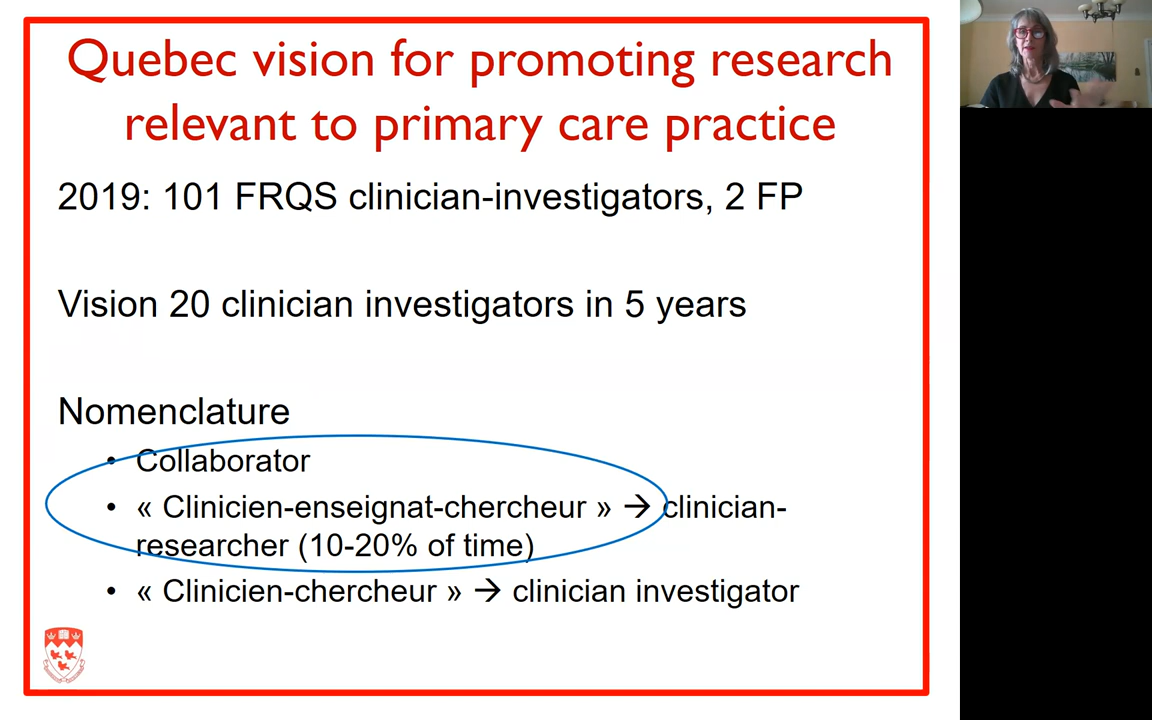 Quebec vision for promoting research
relevant to primary care practice
2019: 101 FRQS clinician-investigators, 2 FP
Vision 20 clinician investigators in 5 years
Nomenclature
• Collaborator
• « Clinicien-enseignat-chercheur » → clinician-
researcher (10-20% of time)
• « Clinicien-chercheur » → clinician investigator